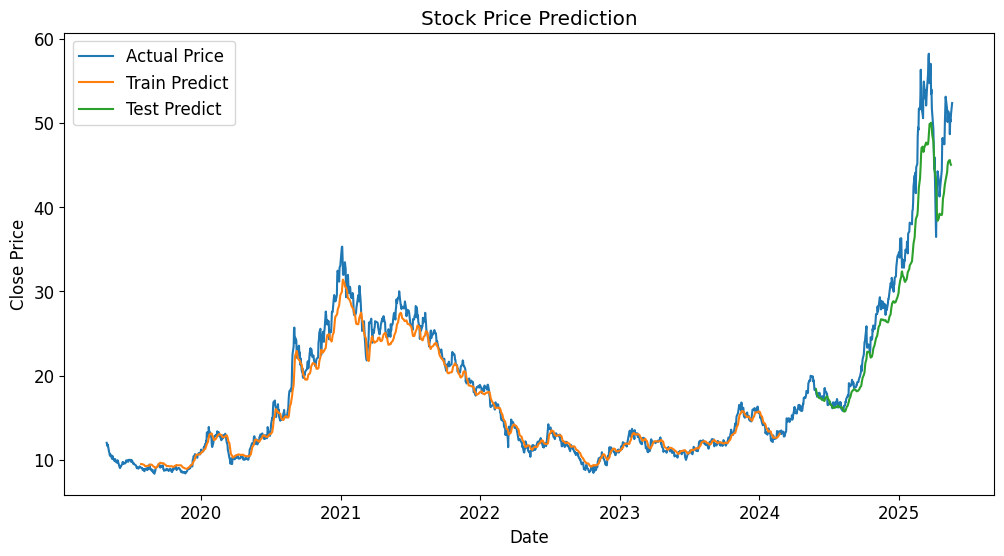 Stock Price Prediction
Actual Price
Train Predict
Test Predict
Close Price
60
50
40
30
20
10
2020 2021 2022 2023 2024 2025
Date